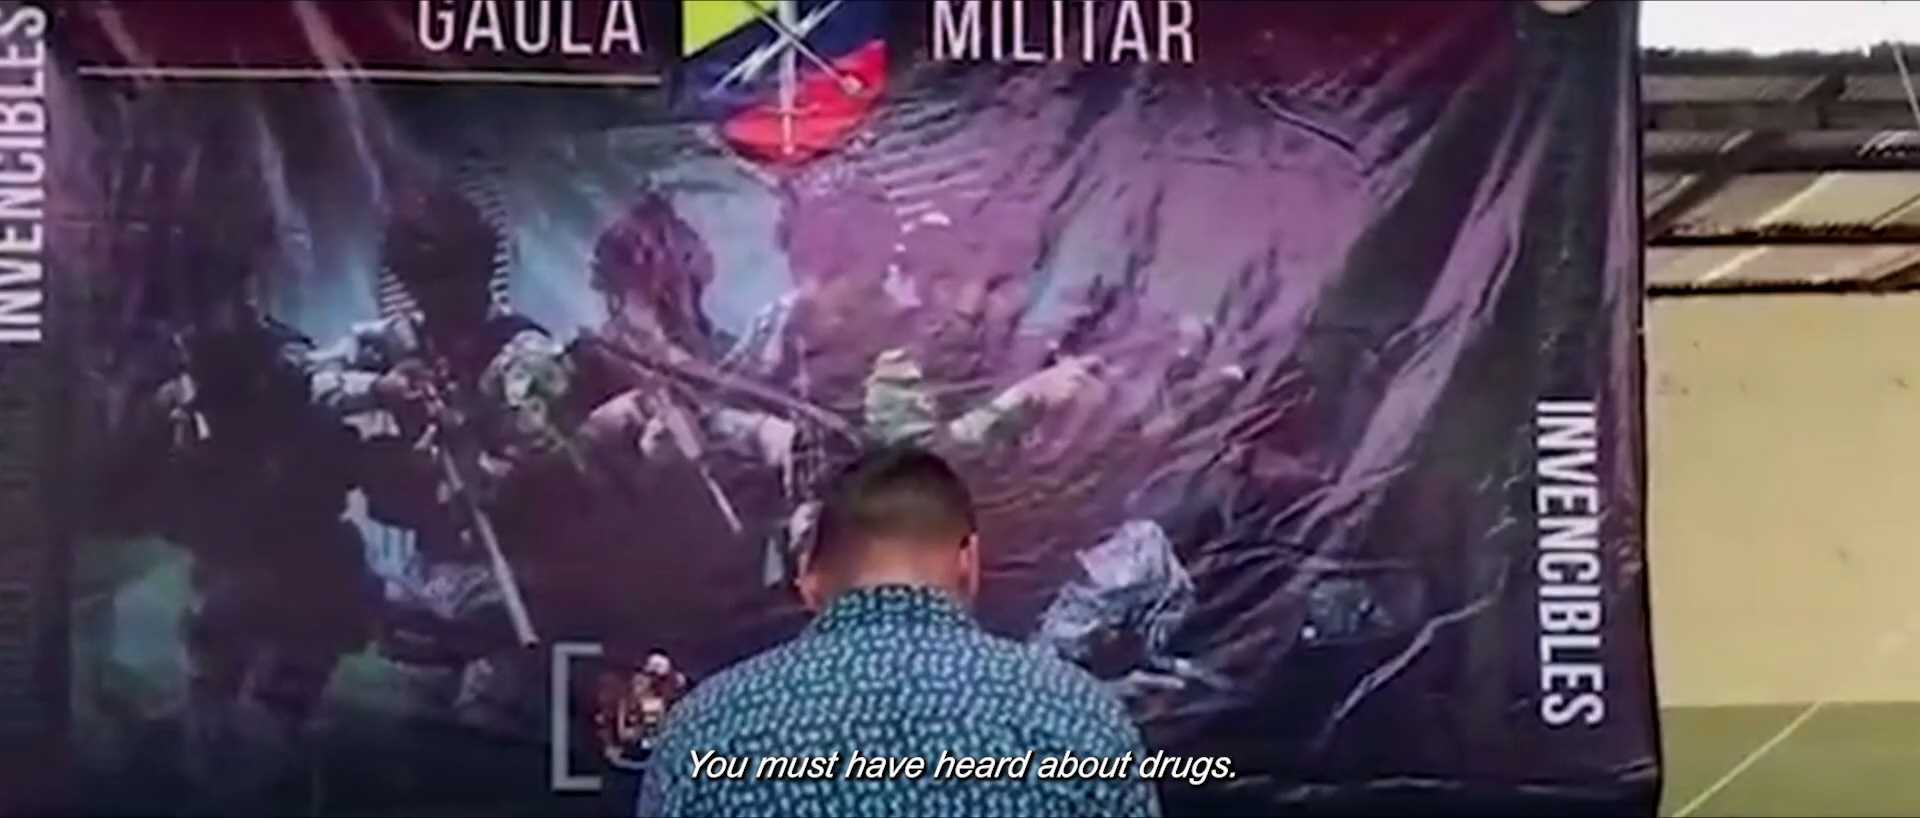 GAULA MILITAR
INVENCIBLES
INVENCIBLES
You must have heard about drugs.